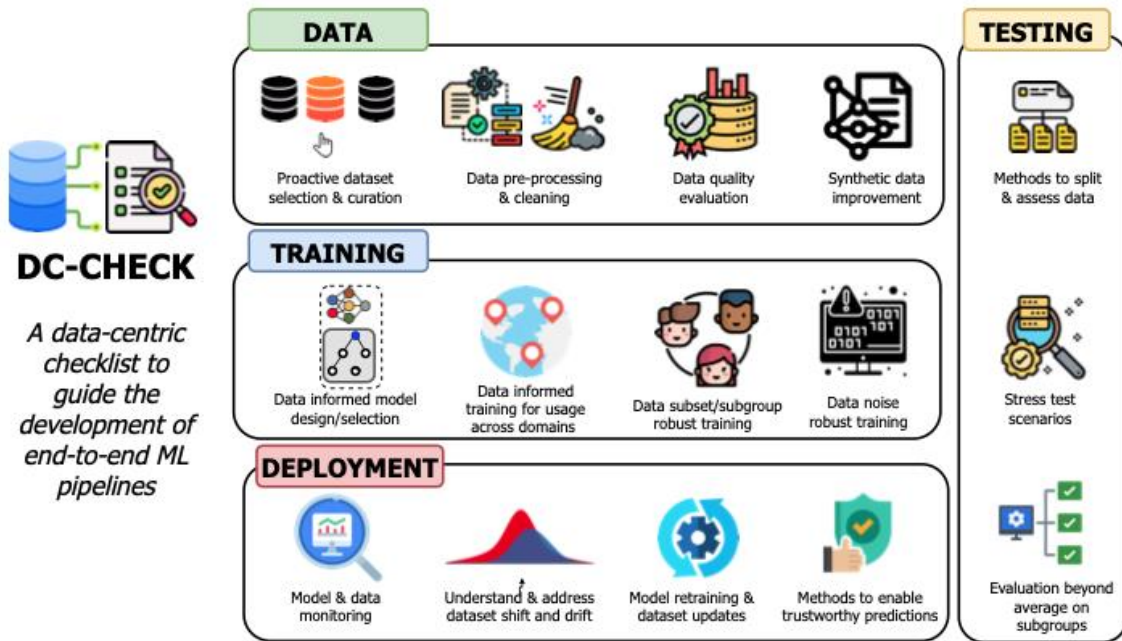 DATA
Proactive dataset
selection & curation
Data pre-processing
& cleaning
Data quality
evaluation
Synthetic data
improvement
TESTING
Methods to split
& assess data
Stress test
scenarios
Evaluation beyond
average on
subgroups
DC-CHECK
A data-centric
checklist to
guide the
development of
end-to-end ML
pipelines
TRAINING
Data informed model
design/selection
Data informed
training for usage
across domains
Data subset/subgroup
robust training
0101
0101 101
0101
Data noise
robust training
DEPLOYMENT
Model & data
monitoring
Understand & address
dataset shift and drift
Model retraining &
dataset updates
Methods to enable
trustworthy predictions